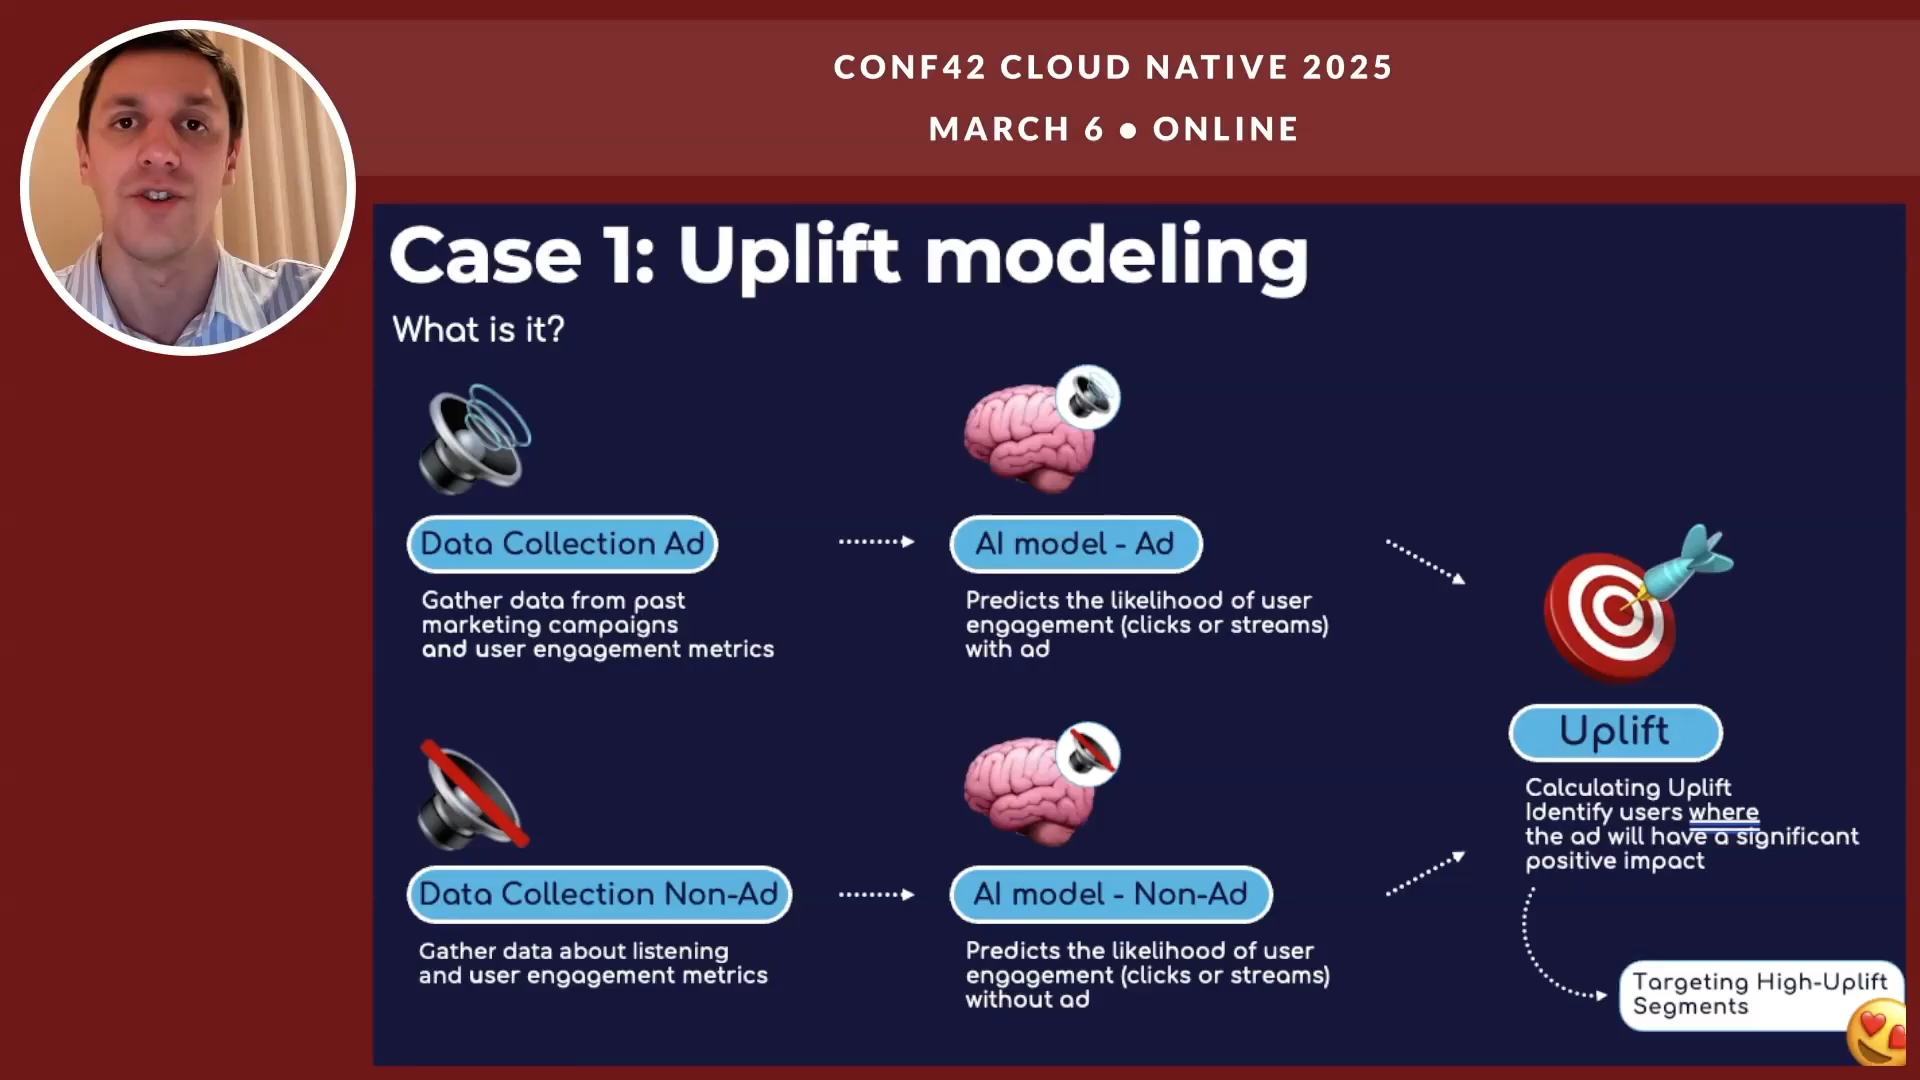 CONF42 CLOUD NATIVE 2025
MARCH 6 ● ONLINE
Case 1: Uplift modeling
What is it?
Data Collection Ad
Gather data from past
marketing campaigns
and user engagement metrics
AI model - Ad
Predicts the likelihood of user
engagement (clicks or streams)
with ad
Data Collection Non-Ad
Gather data about listening
and user engagement metrics
AI model - Non-Ad
Predicts the likelihood of user
engagement (clicks or streams)
without ad
Uplift
Calculating Uplift
Identify users where
the ad will have a significant
positive impact
Targeting High-Uplift
Segments